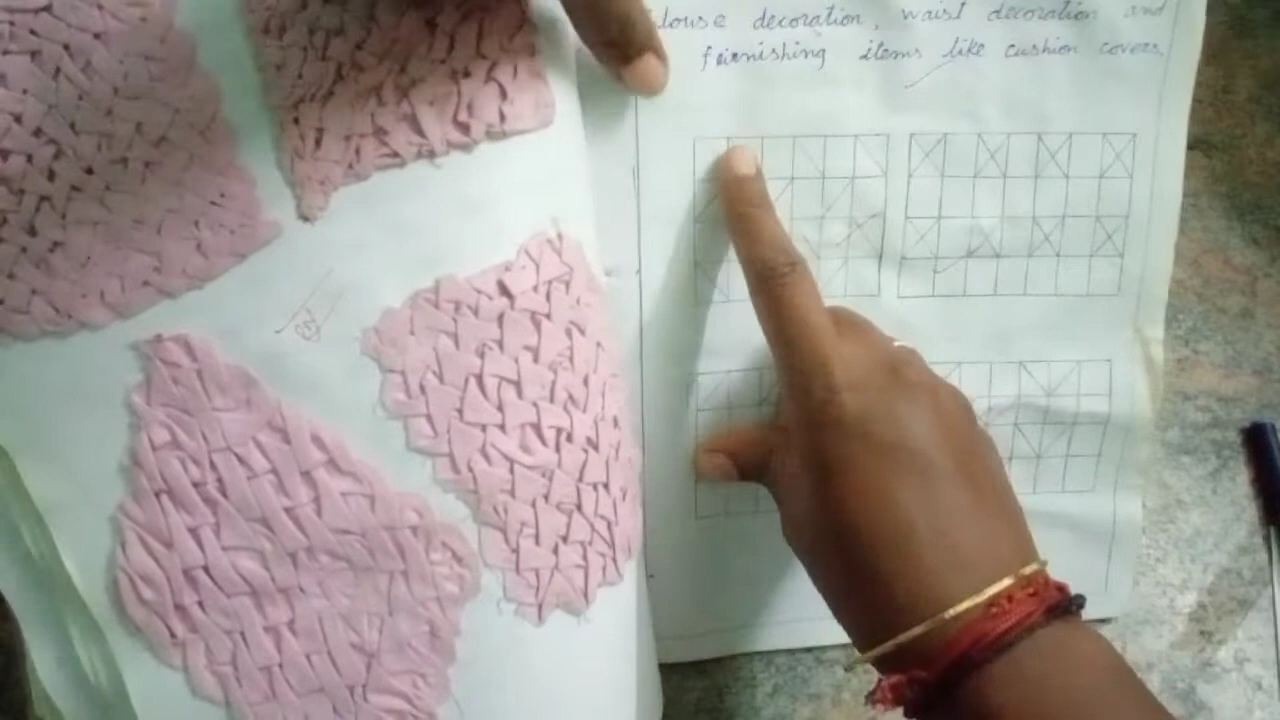 blouse decoration, waist decoration and
furnishing items like cushion covers.